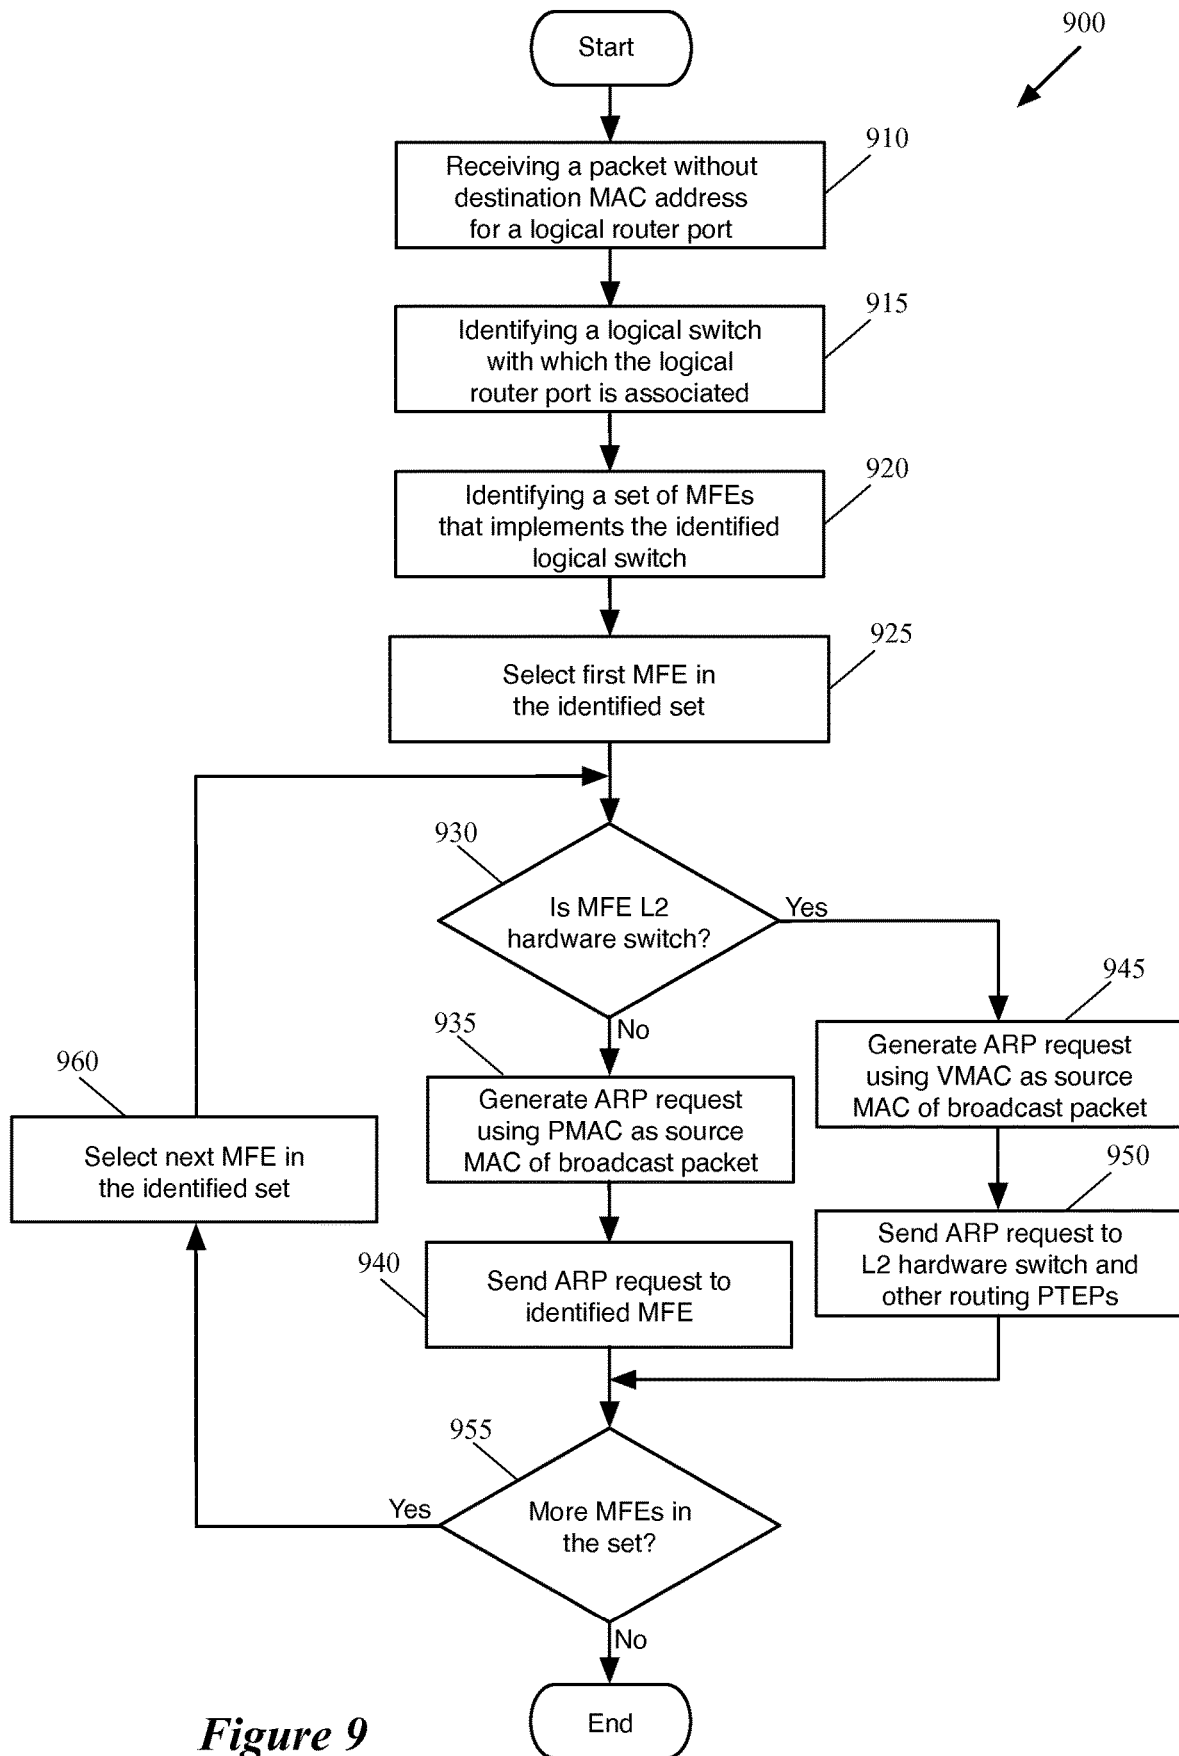 Start
900
910
Receiving a packet without
destination MAC address
for a logical router port
915
Identifying a logical switch
with which the logical
router port is associated
920
Identifying a set of MFEs
that implements the identified
logical switch
925
Select first MFE in
the identified set
930
Is MFE L2
hardware switch?
Yes
No
935
Generate ARP request
using PMAC as source
MAC of broadcast packet
945
Generate ARP request
using VMAC as source
MAC of broadcast packet
960
Select next MFE in
the identified set
940
Send ARP request to
identified MFE
950
Send ARP request to
L2 hardware switch and
other routing PTEPs
955
More MFEs in
the set?
Yes
No
End
Figure 9